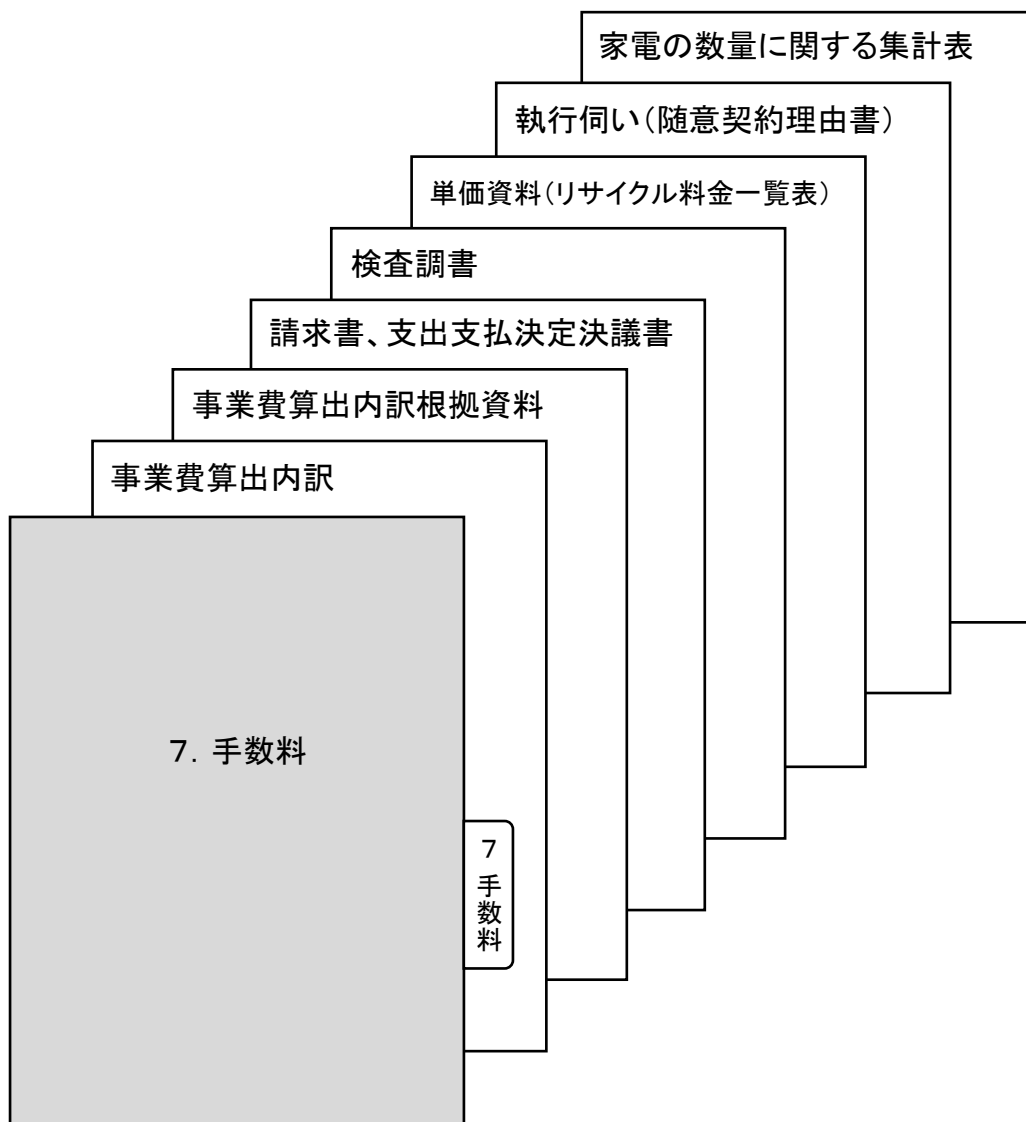 家電の数量に関する集計表
執行伺い（随意契約理由書）
単価資料（リサイクル料金一覧表）
検査調書
請求書、支出支払決定決議書
事業費算出内訳根拠資料
事業費算出内訳
７．手数料
７手数料